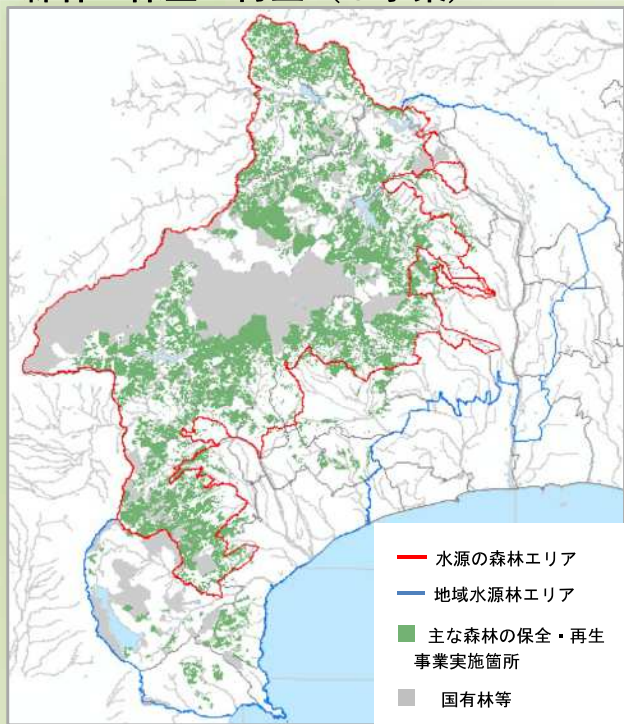 水源の森林エリア
地域水源林エリア
主な森林の保全・再生
事業実施箇所
国有林等